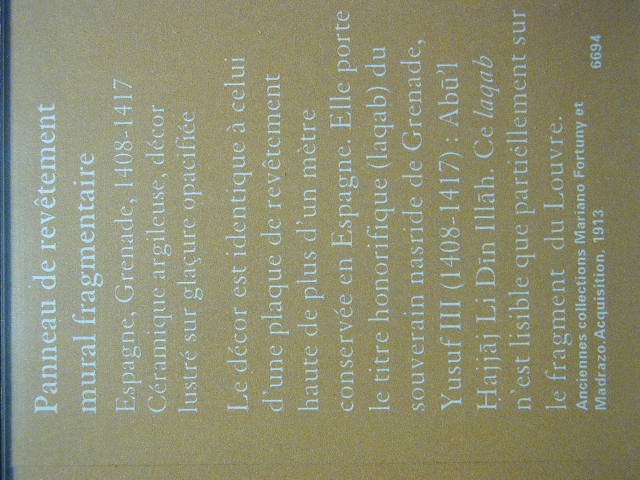 Panneau de revêtement
mural fragmentaire
Espagne, Grenade, 1408-1417
Céramique argileuse, décor
lustré sur glaçure opacifiée
Le décor est identique à celui
d'une plaque de revêtement
haute de plus d'un mètre
conservée en Espagne. Elle porte
le titre honorifique (laqab) du
souverain nasride de Grenade,
Yusuf III (1408-1417) : Abū'l
Ḥajjāj Li Dīn Illāh. Ce laqab
n'est lisible que partiellement sur
le fragment du Louvre.
Anciennes collections Mariano Fortuny et
Madrazo.Acquisition, 1913
6694